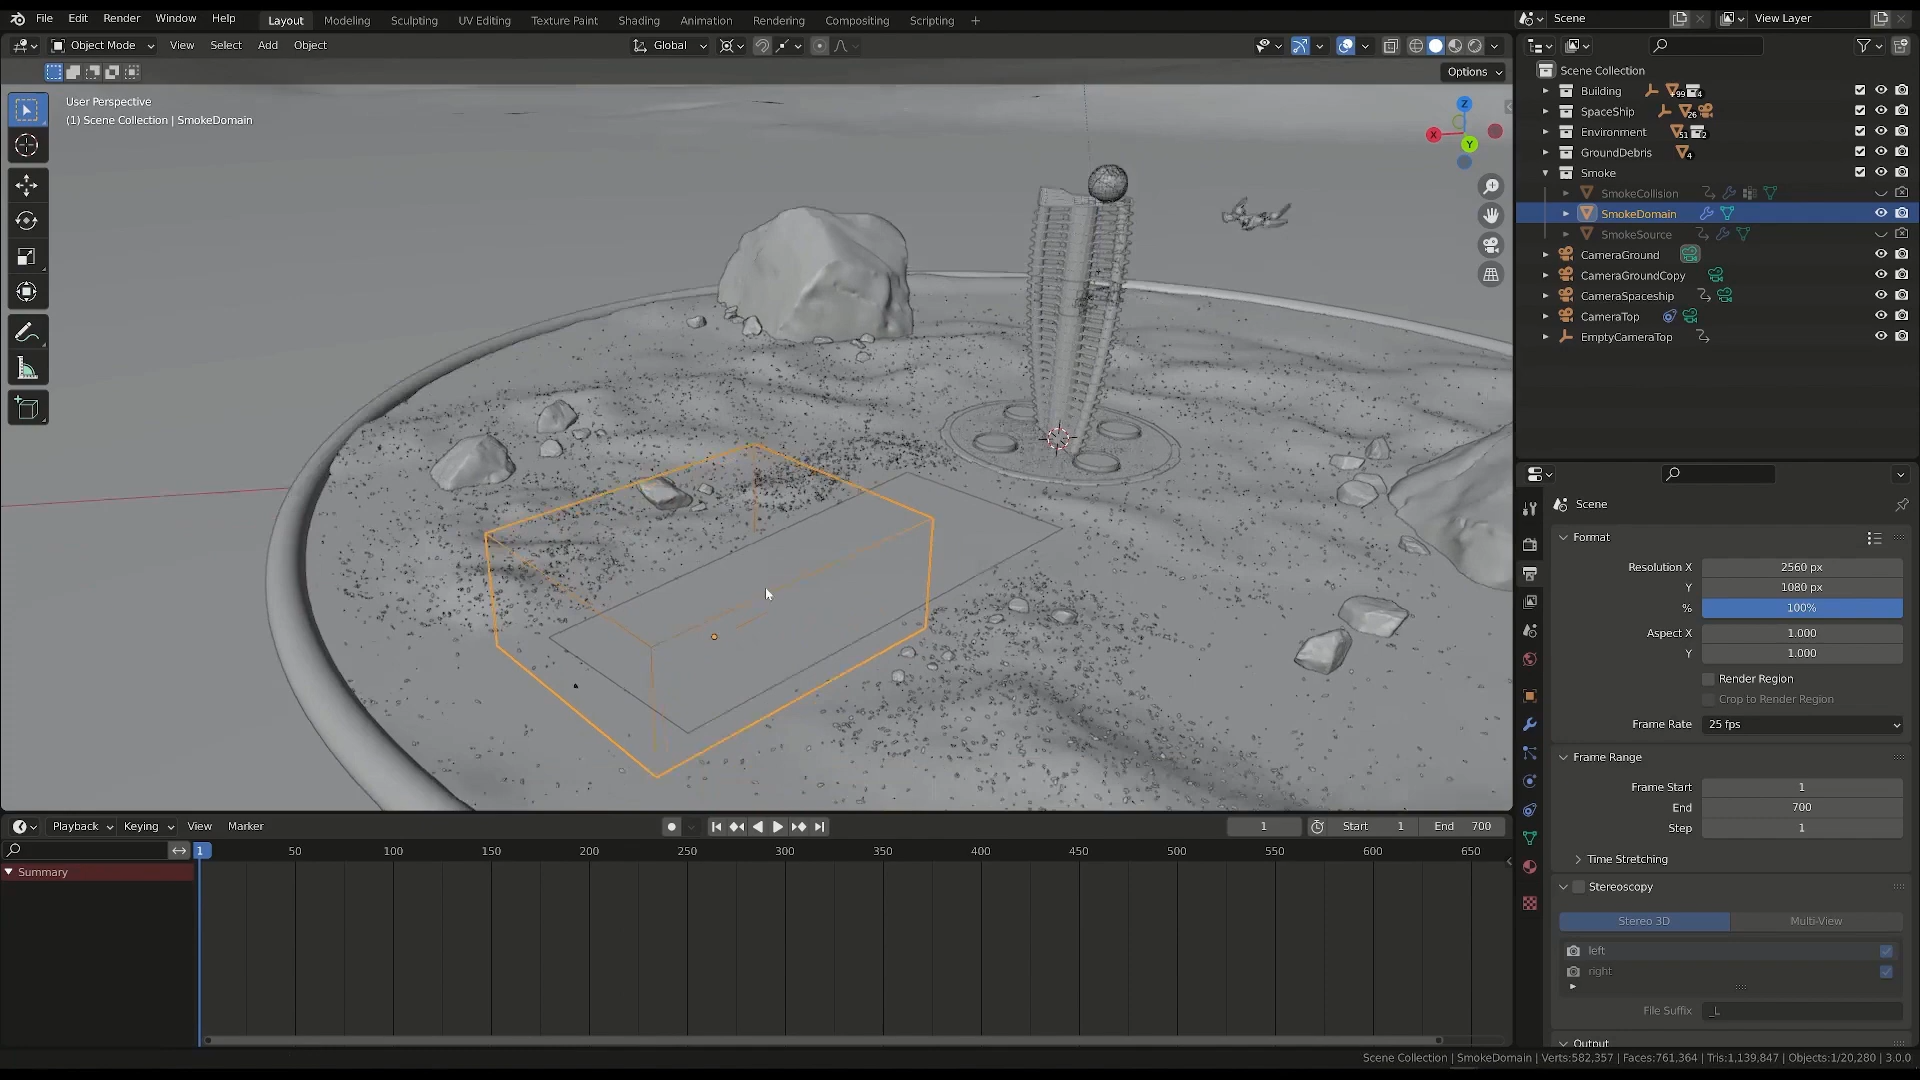 File Edit Render Window Help Layout Modeling Sculpting UV Editing Texture Paint Shading Animation Rendering Compositing Scripting + Scene View Layer
Object Mode View Select Add Object Global
Options
User Perspective
(1) Scene Collection | SmokeDomain
Z
X
Y
Scene Collection
Building +99 4
SpaceShip 26
Environment 51 2
GroundDebris 4
Smoke
SmokeCollision
SmokeDomain
SmokeSource
CameraGround
CameraGroundCopy
CameraSpaceship
CameraTop
EmptyCameraTop
Scene
Format
Resolution X 2560 px
Y 1080 px
% 100%
Aspect X 1.000
Y 1.000
Render Region
Crop to Render Region
Frame Rate 25 fps
Frame Range
Frame Start 1
End 700
Step 1
Time Stretching
Stereoscopy
Stereo 3D Multi-View
left
right
File Suffix _L
Output
Playback Keying View Marker 1 Start 1 End 700
1 50 100 150 200 250 300 350 400 450 500 550 600 650
Summary
Scene Collection | SmokeDomain | Verts:582,357 | Faces:761,364 | Tris:1,139,847 | Objects:1/20,280 | 3.0.0